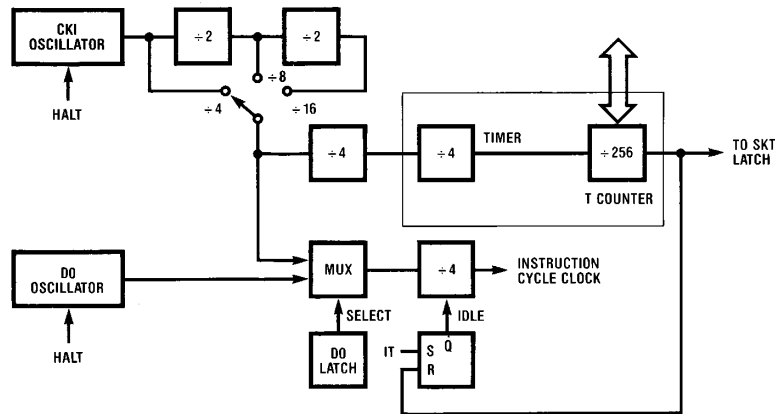 CKI
OSCILLATOR
÷2
÷2
÷8
÷4
÷16
HALT
÷4
÷4
TIMER
÷256
TO SKT
LATCH
T COUNTER
DO
OSCILLATOR
MUX
÷4
INSTRUCTION
CYCLE CLOCK
SELECT
IDLE
HALT
DO
LATCH
IT
S
Q
R